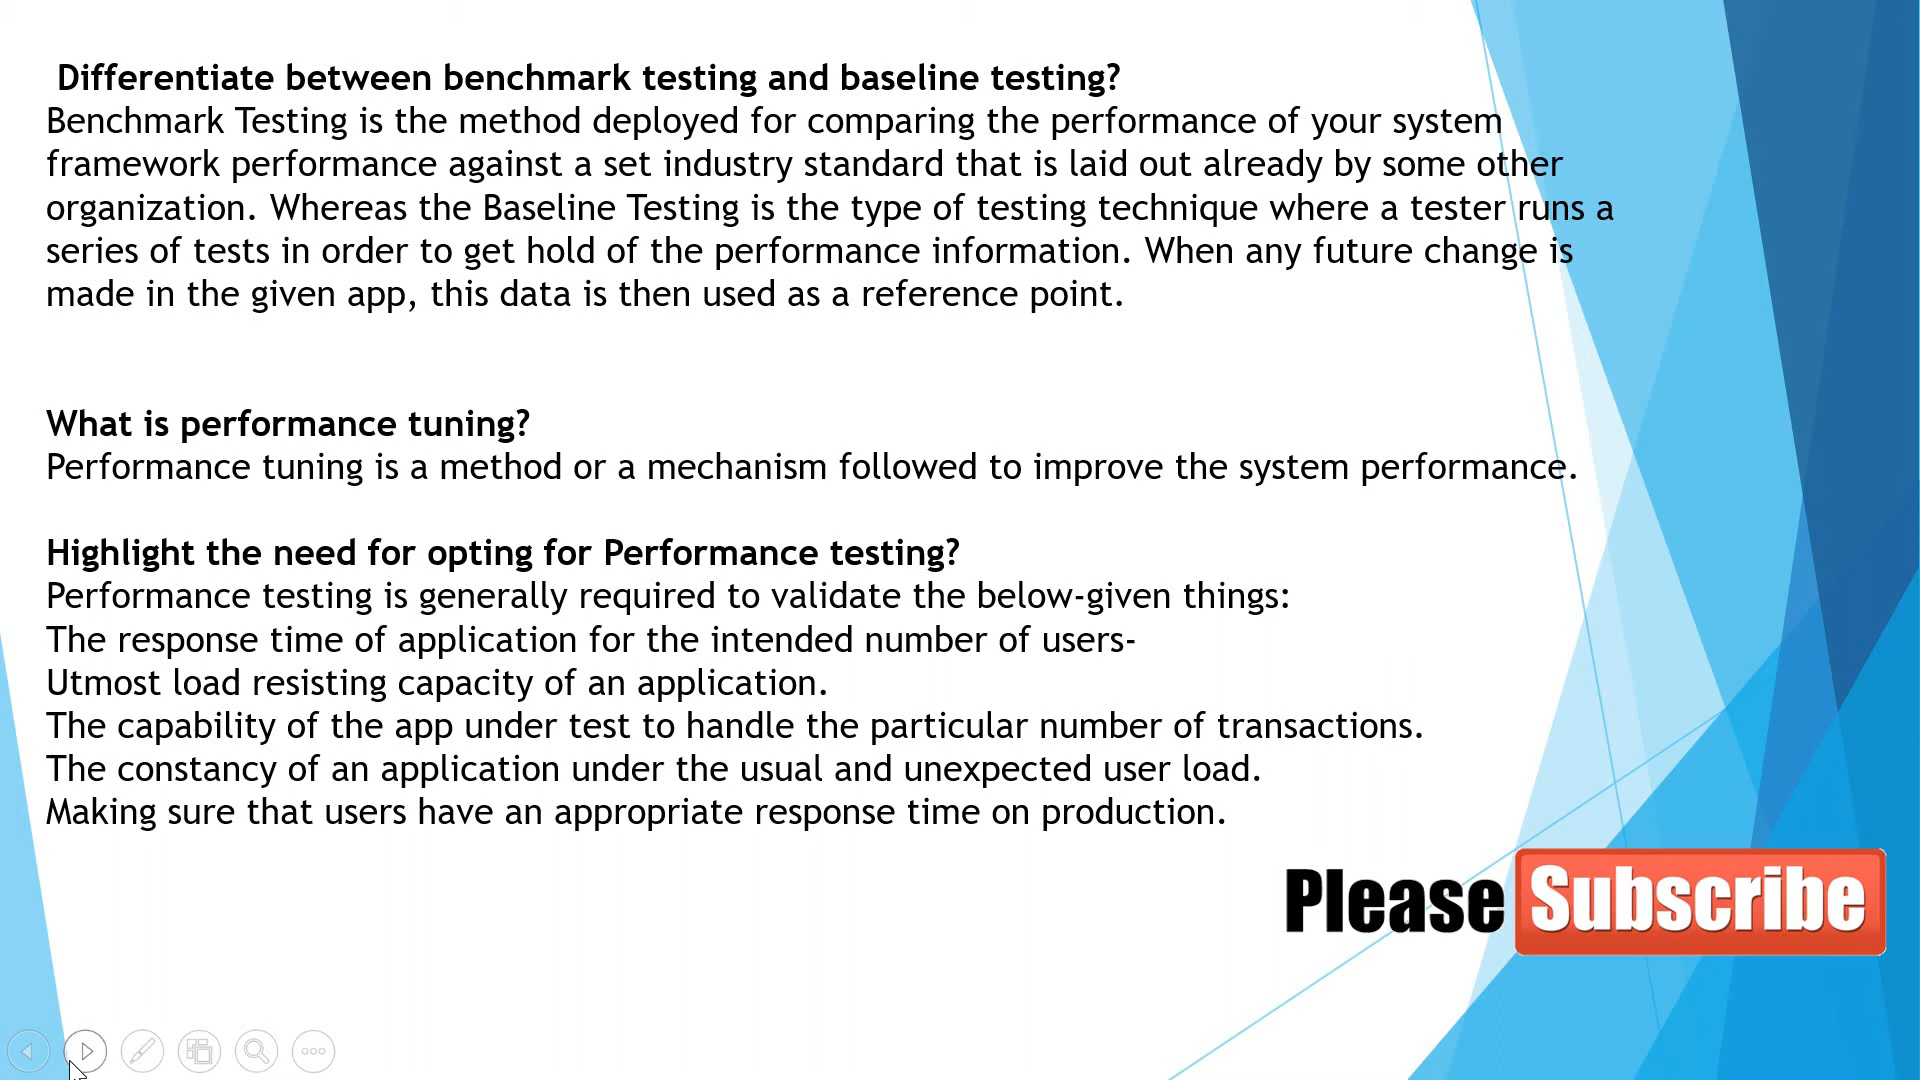 Differentiate between benchmark testing and baseline testing?
Benchmark Testing is the method deployed for comparing the performance of your system
framework performance against a set industry standard that is laid out already by some other
organization. Whereas the Baseline Testing is the type of testing technique where a tester runs a
series of tests in order to get hold of the performance information. When any future change is
made in the given app, this data is then used as a reference point.
What is performance tuning?
Performance tuning is a method or a mechanism followed to improve the system performance.
Highlight the need for opting for Performance testing?
Performance testing is generally required to validate the below-given things:
The response time of application for the intended number of users-
Utmost load resisting capacity of an application.
The capability of the app under test to handle the particular number of transactions.
The constancy of an application under the usual and unexpected user load.
Making sure that users have an appropriate response time on production.
Please Subscribe